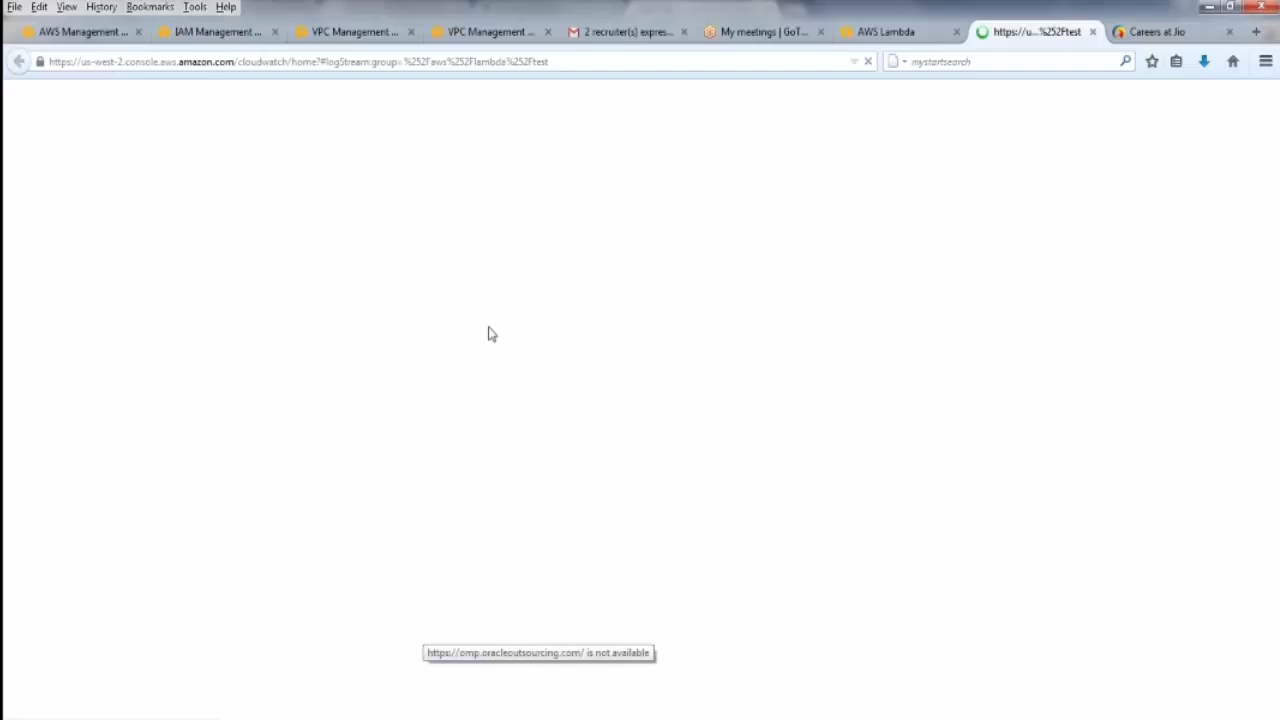 File Edit View History Bookmarks Tools Help
AWS Management ... IAM Management ... VPC Management ... VPC Management ... 2 recruiter(s) expres... My meetings | GoT... AWS Lambda https://u...%252Ftest Careers at Jio
https://us-west-2.console.aws.amazon.com/cloudwatch/home?#logStream:group=%252Faws%252Flambda%252Ftest mystartsearch
https://omp.oracleoutsourcing.com/ is not available